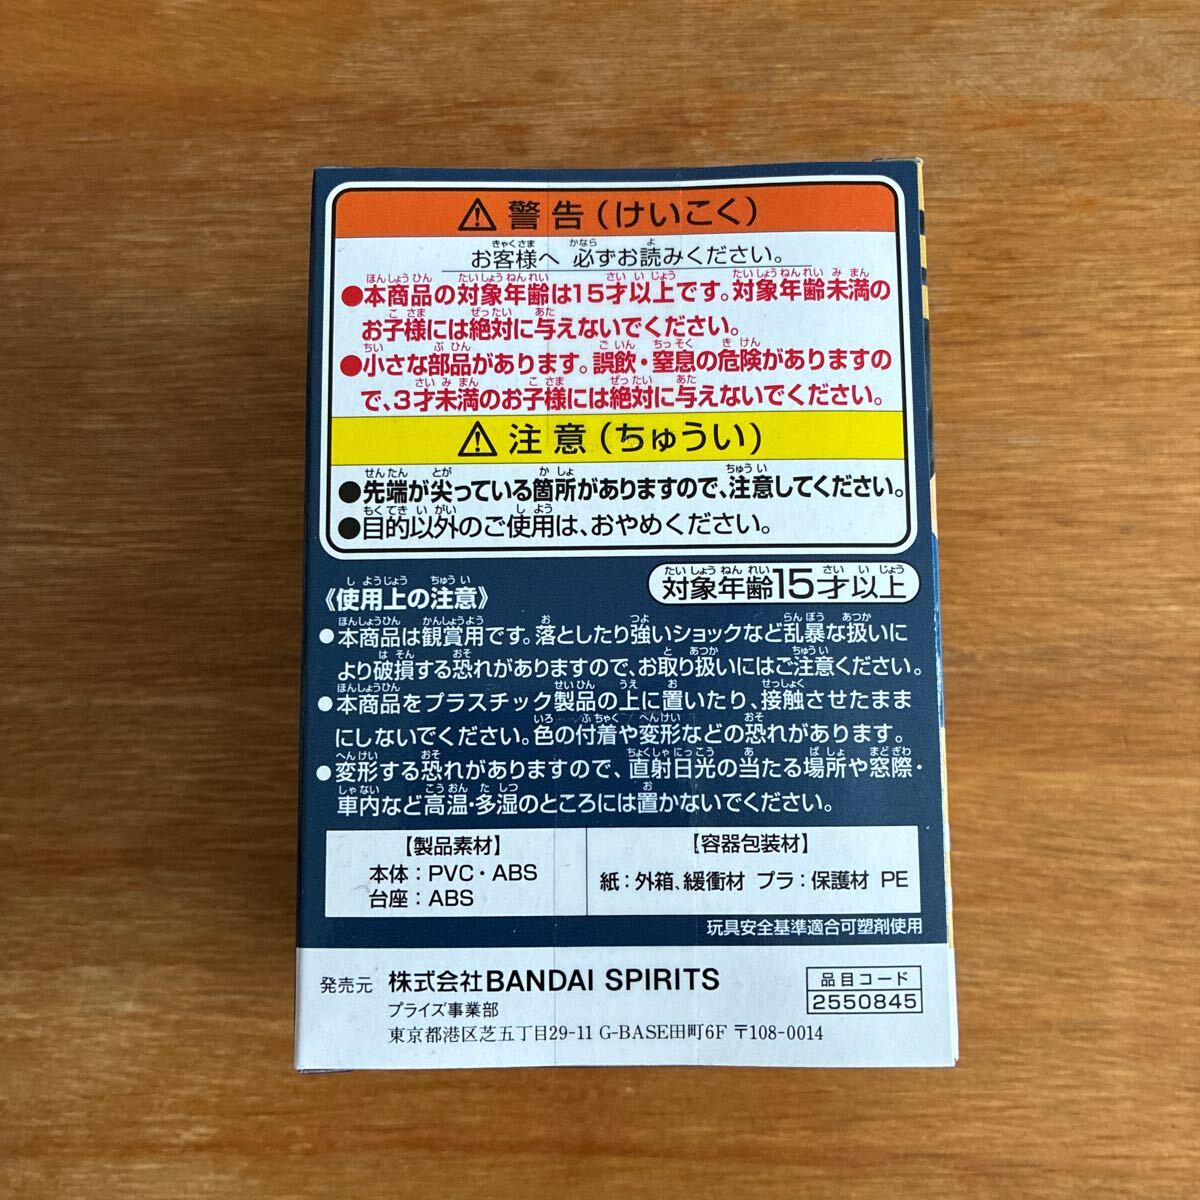 ⚠ 警告(けいこく)
お客様へ 必ずお読みください。
●本商品の対象年齢は15才以上です。対象年齢未満の
お子様には絶対に与えないでください。
●小さな部品があります。誤飲・窒息の危険がありますの
で、3才未満のお子様には絶対に与えないでください。
⚠ 注意(ちゅうい)
●先端が尖っている箇所がありますので、注意してください。
●目的以外のご使用は、おやめください。
対象年齢15才以上
《使用上の注意》
●本商品は観賞用です。落としたり強いショックなど乱暴な扱いに
より破損する恐れがありますので、お取り扱いにはご注意ください。
●本商品をプラスチック製品の上に置いたり、接触させたまま
にしないでください。色の付着や変形などの恐れがあります。
●変形する恐れがありますので、直射日光の当たる場所や窓際・
車内など高温・多湿のところには置かないでください。
【製品素材】
本体：PVC・ABS
台座：ABS
【容器包装材】
紙：外箱、緩衝材 プラ：保護材 PE
玩具安全基準適合可塑剤使用
発売元 株式会社BANDAI SPIRITS
プライズ事業部
東京都港区芝五丁目29-11 G-BASE田町6F 〒108-0014
品目コード
2550845